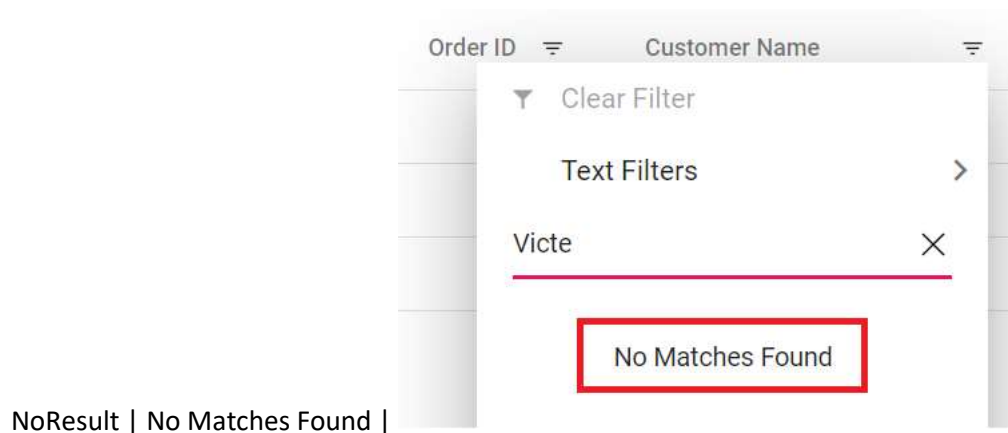 Order ID Customer Name
Clear Filter
Text Filters
Victe
No Matches Found
NoResult | No Matches Found |